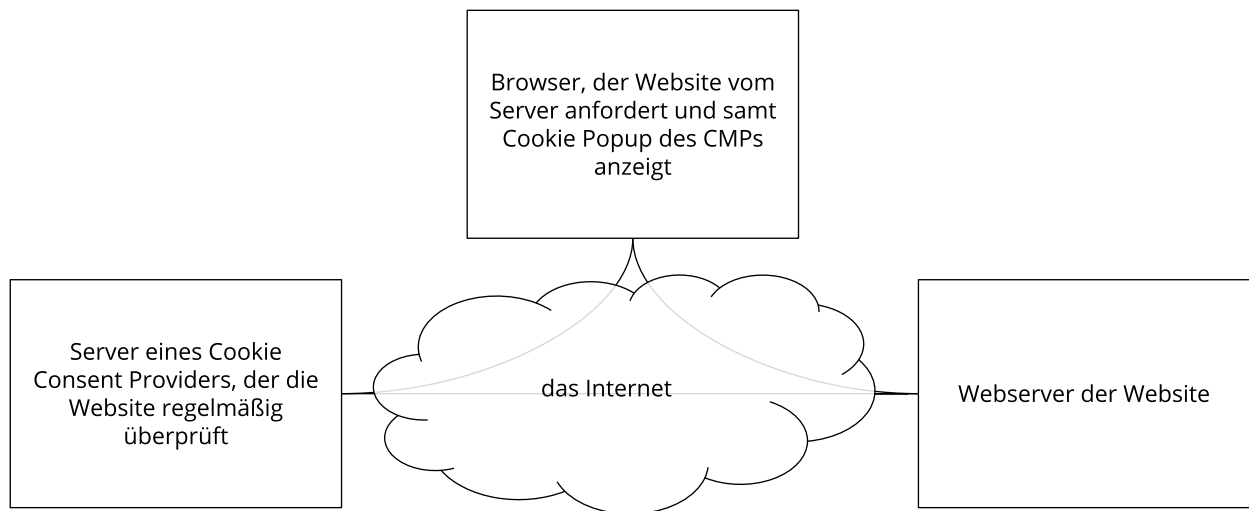 Browser, der Website vom
Server anfordert und samt
Cookie Popup des CMPs
anzeigt
Server eines Cookie
Consent Providers, der die
Website regelmäßig
überprüft
das Internet
Webserver der Website